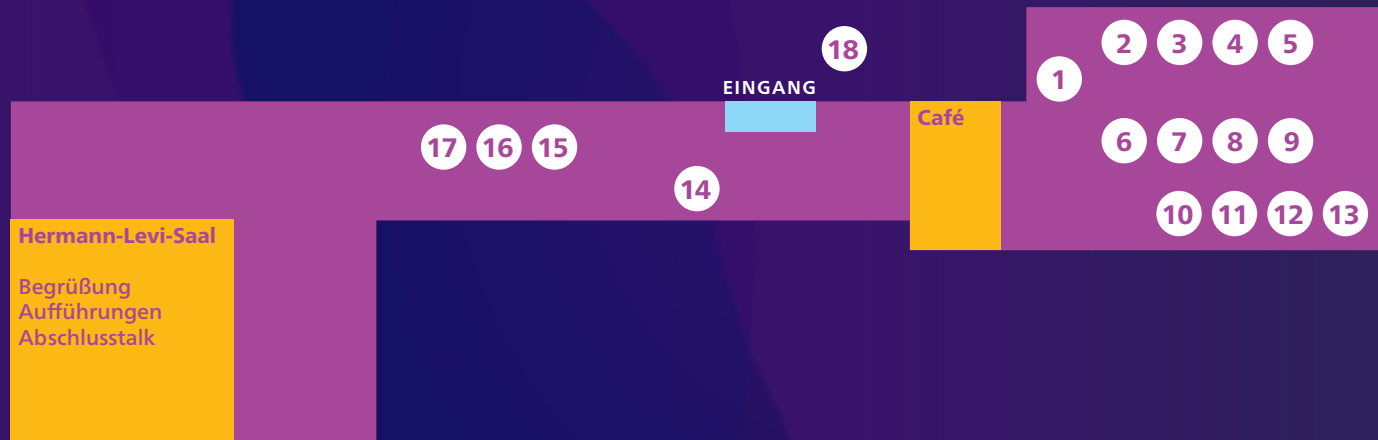 18
EINGANG
2 3 4 5
1
Café
17 16 15
14
6 7 8 9
10 11 12 13
Hermann-Levi-Saal
Begrüßung
Aufführungen
Abschlusstalk